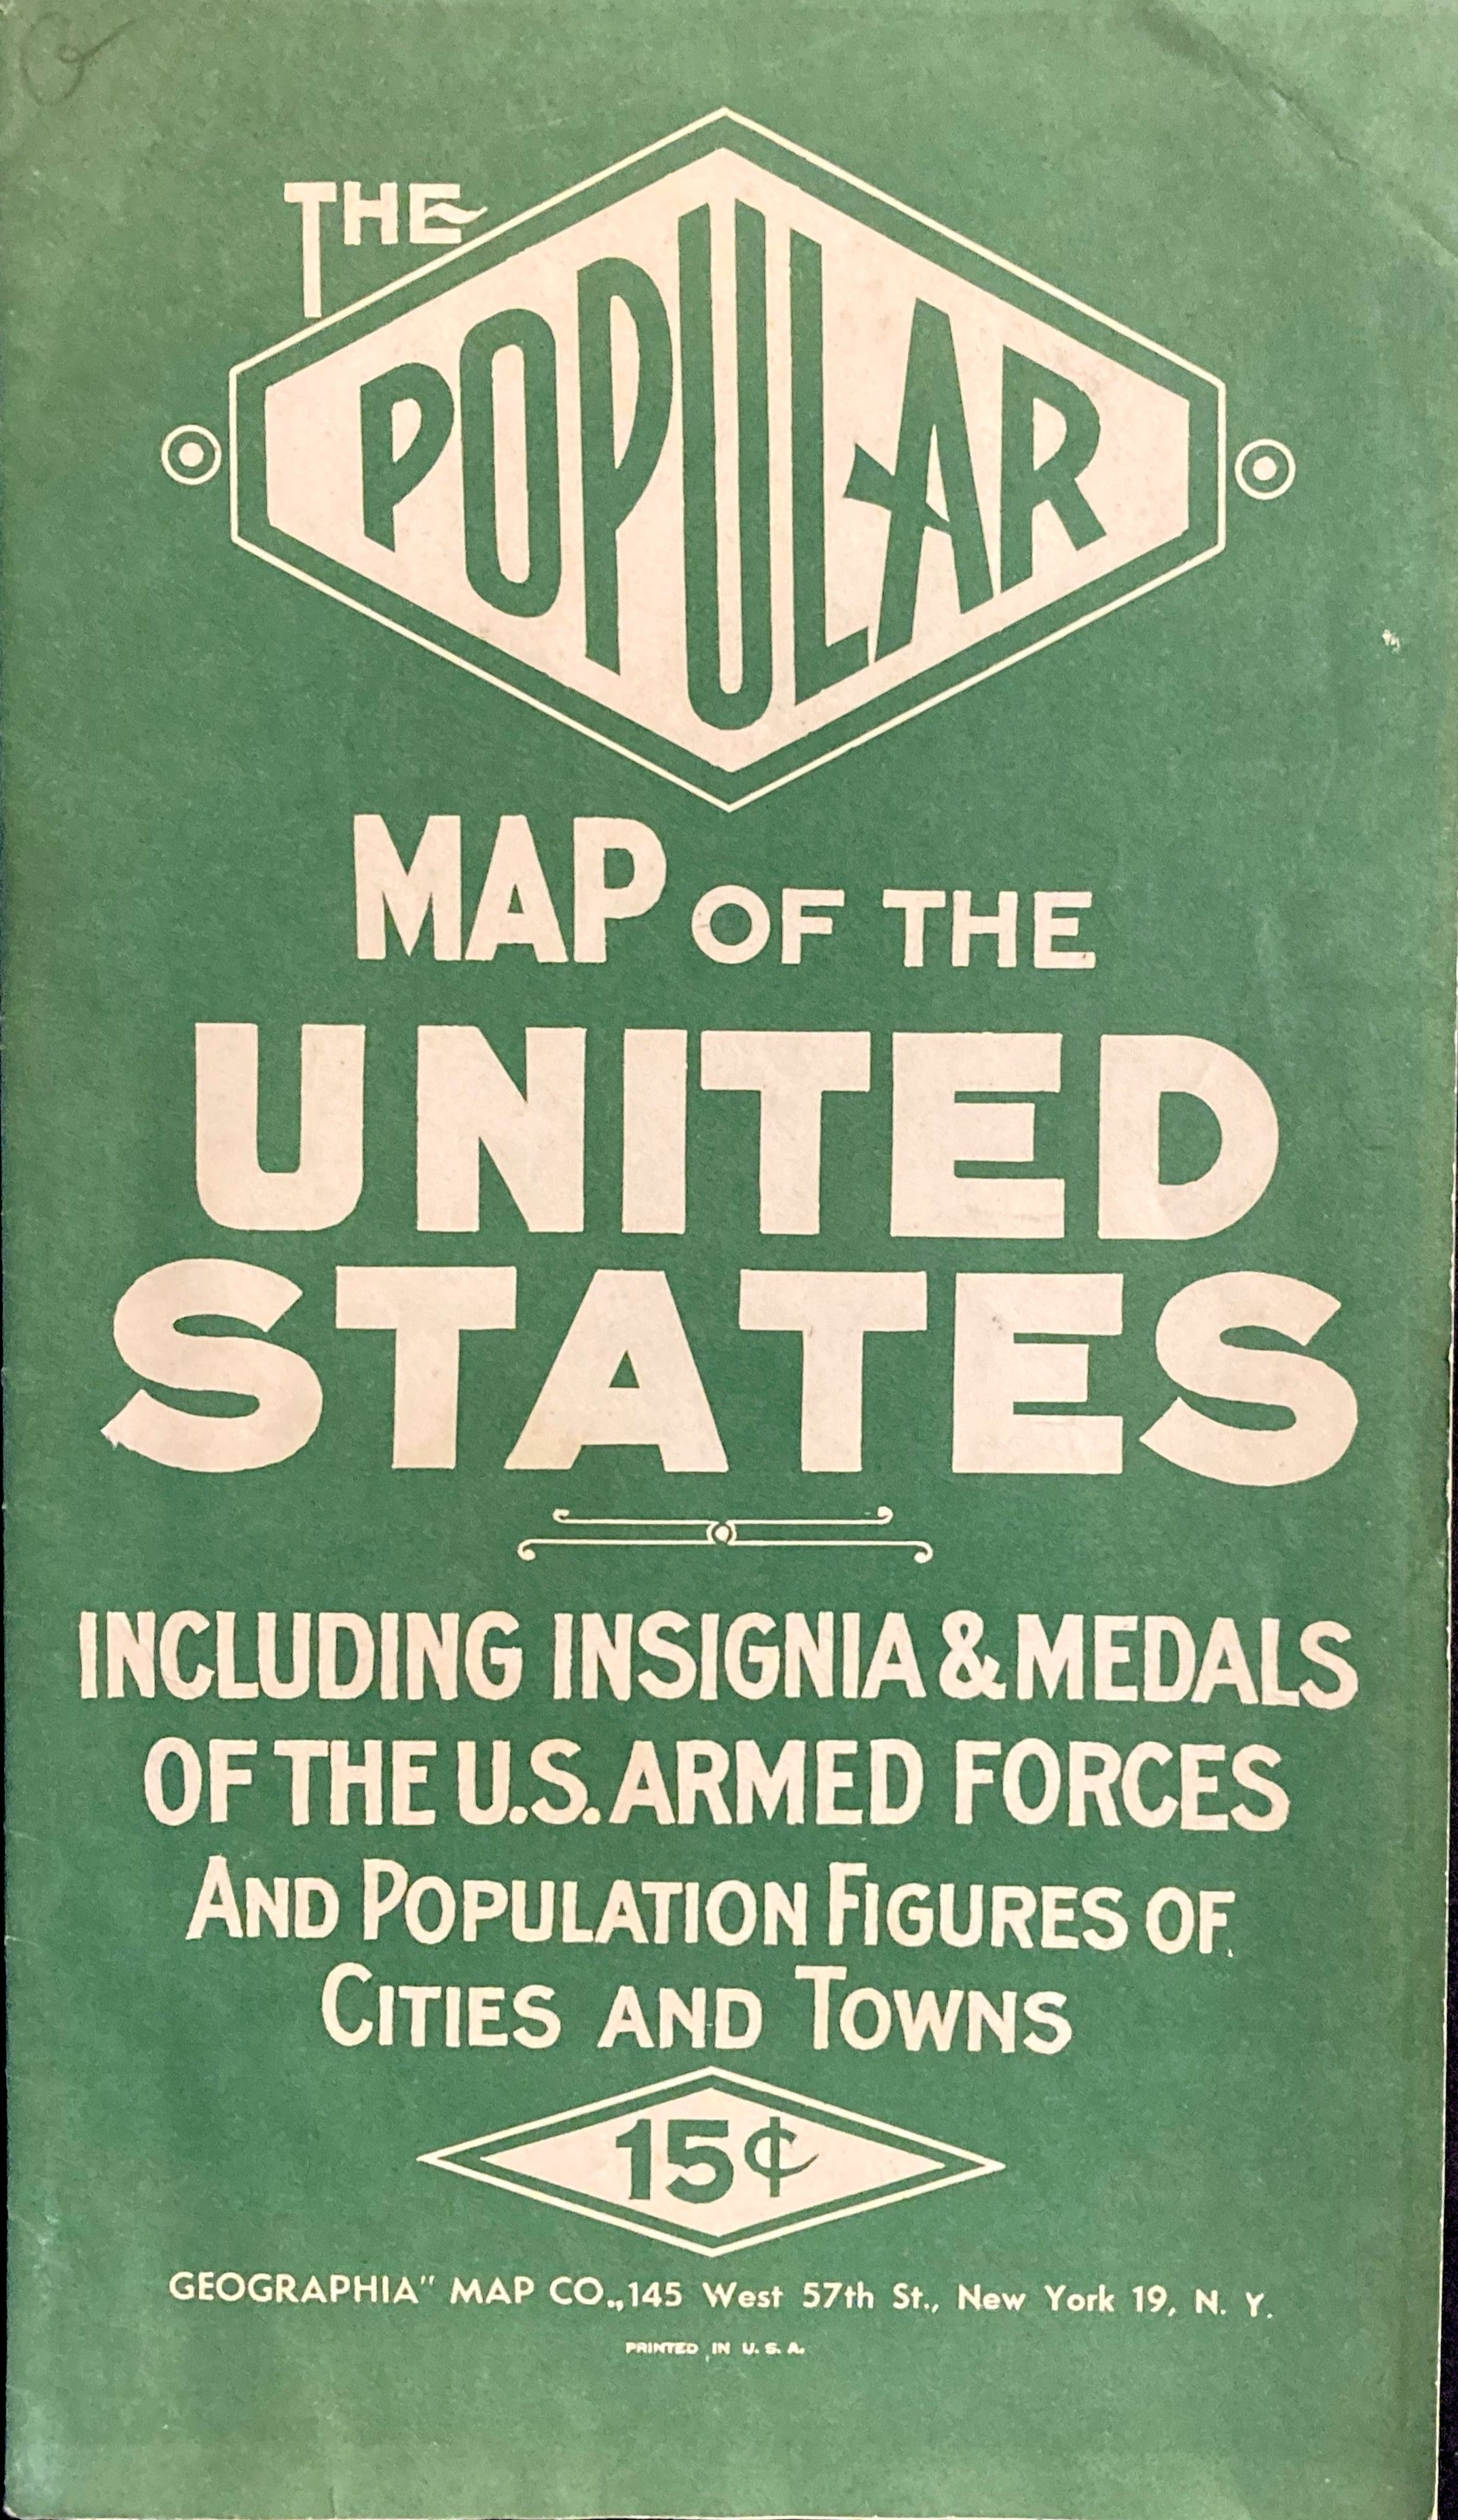 THE
POPULAR
MAP OF THE
UNITED
STATES
INCLUDING INSIGNIA & MEDALS
OF THE U.S. ARMED FORCES
AND POPULATION FIGURES OF
CITIES AND TOWNS
15¢
GEOGRAPHIA" MAP CO., 145 West 57th St., New York 19, N. Y.
PRINTED IN U. S. A.